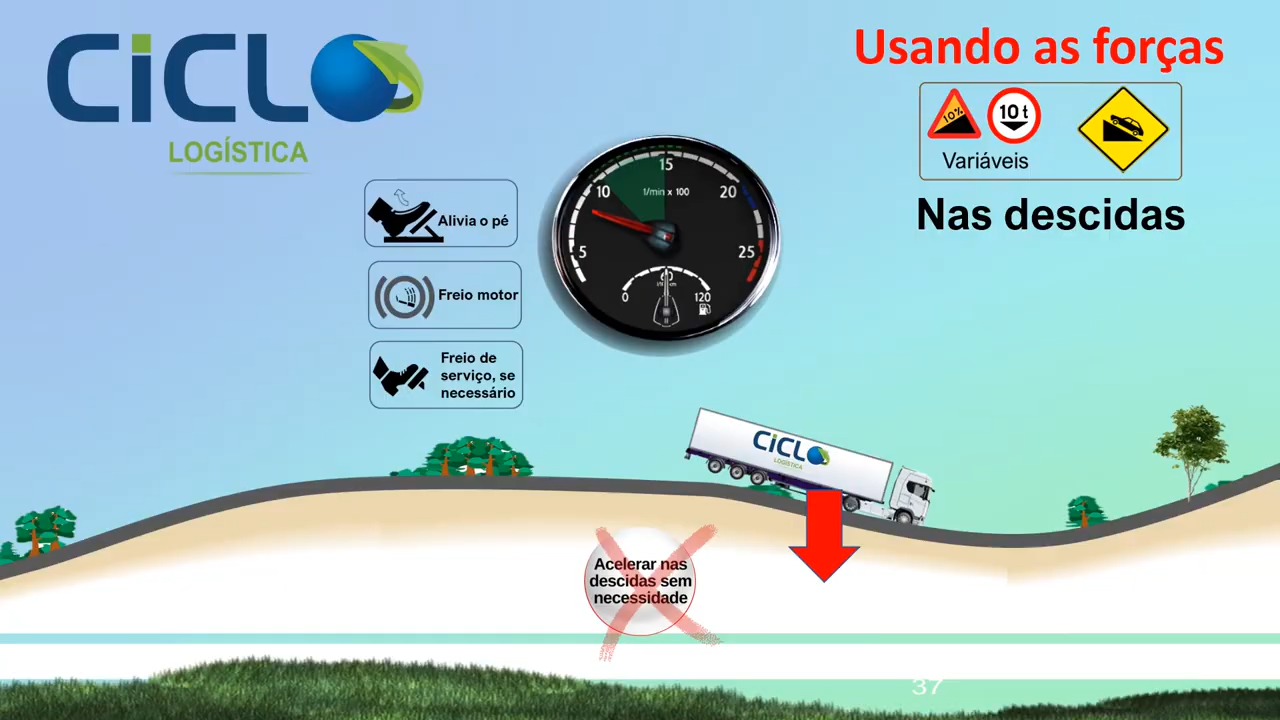 CiCLO
LOGÍSTICA
Usando as forças
10%
10 t
Variáveis
Nas descidas
Alivia o pé
Freio motor
Freio de
serviço, se
necessário
15
10
1/min x 100
20
5
25
0
120
CiCLO
LOGÍSTICA
Acelerar nas
descidas sem
necessidade
37